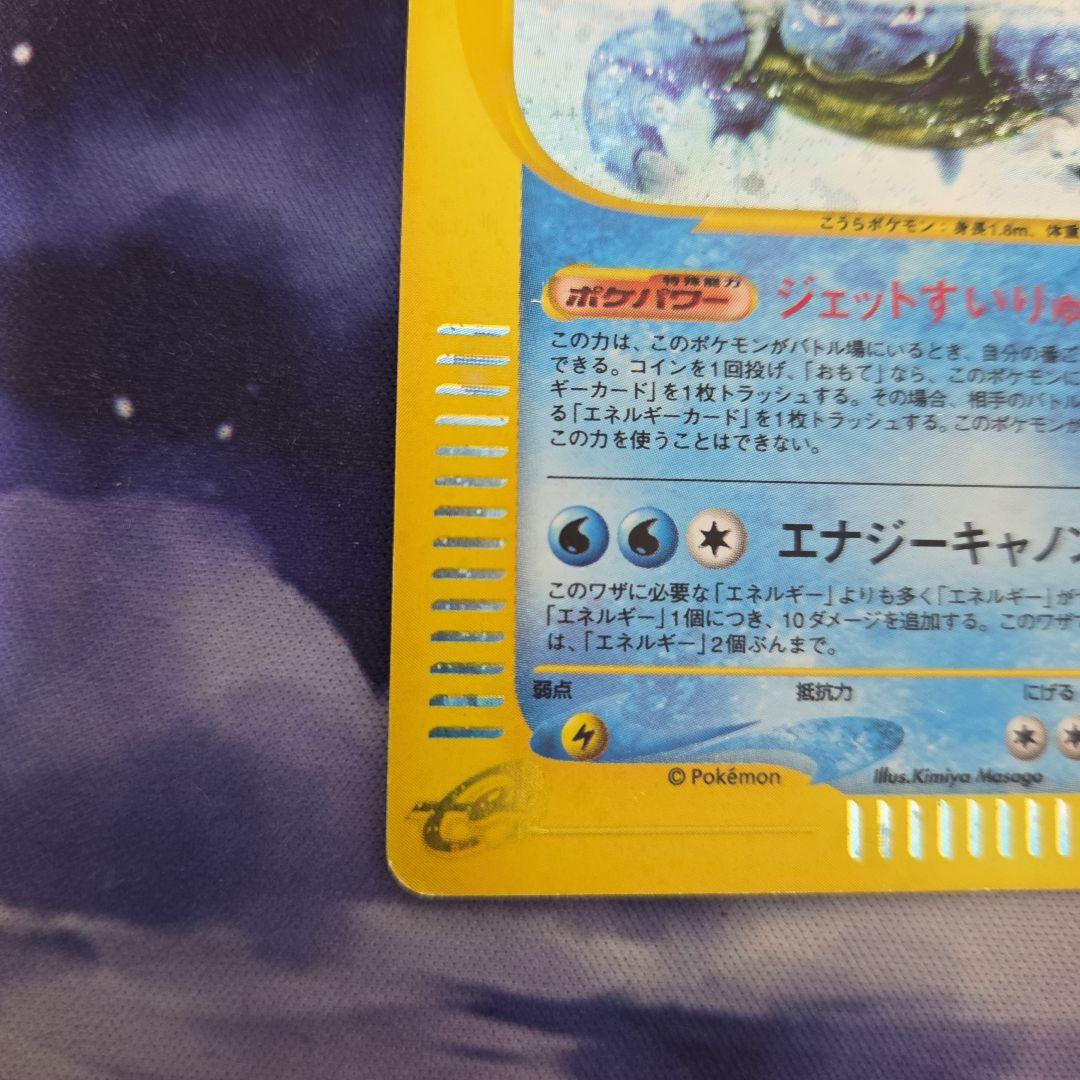 こうらポケモン：身長1.8m、体重
特殊能力
ポケパワー ジェットすいりゅ
この力は、このポケモンがバトル場にいるとき、自分の番ご
できる。コインを1回投げ、「おもて」なら、このポケモンに
ギーカード」を1枚トラッシュする。その場合、相手のバトル
る「エネルギーカード」を1枚トラッシュする。このポケモンが
この力を使うことはできない。
エナジーキャノン
このワザに必要な「エネルギー」よりも多く「エネルギー」が
「エネルギー」1個につき、10ダメージを追加する。このワザで
は、「エネルギー」2個ぶんまで。
弱点 抵抗力 にげる
© Pokémon Illus.Kimiya Masago